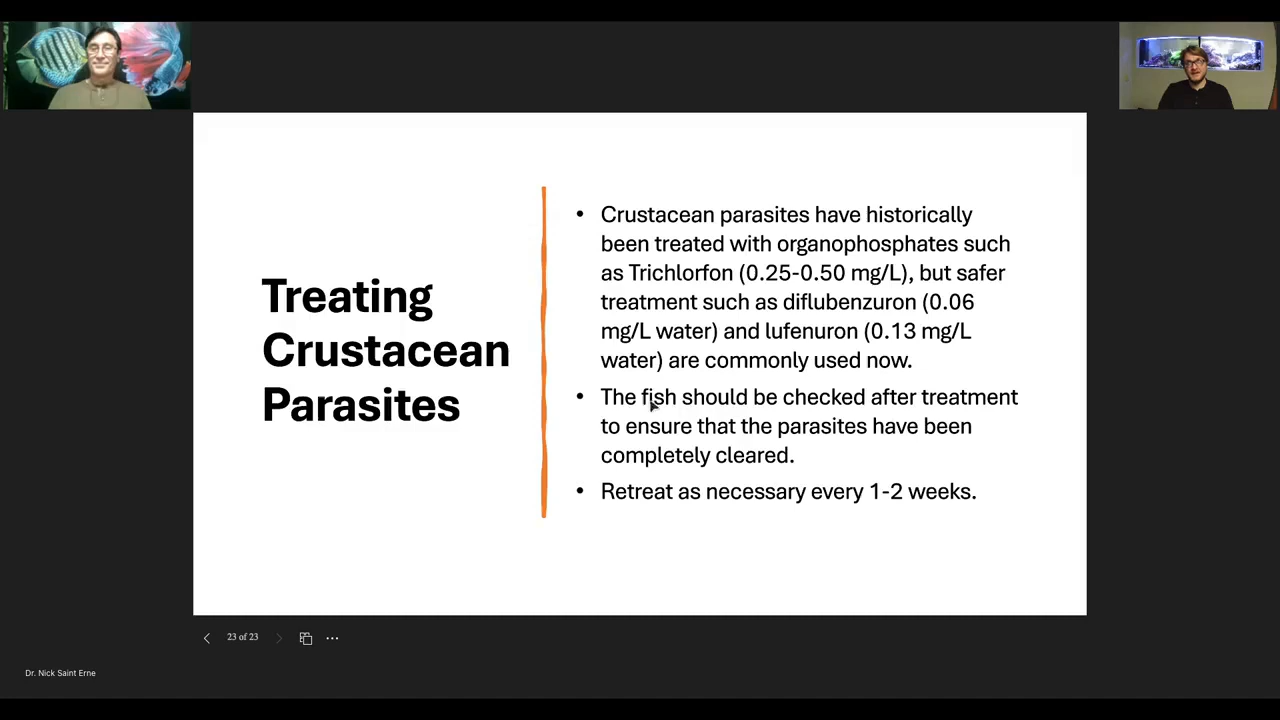 Treating
Crustacean
Parasites
• Crustacean parasites have historically
been treated with organophosphates such
as Trichlorfon (0.25-0.50 mg/L), but safer
treatment such as diflubenzuron (0.06
mg/L water) and lufenuron (0.13 mg/L
water) are commonly used now.
• The fish should be checked after treatment
to ensure that the parasites have been
completely cleared.
• Retreat as necessary every 1-2 weeks.
23 of 23
Dr. Nick Saint Erne